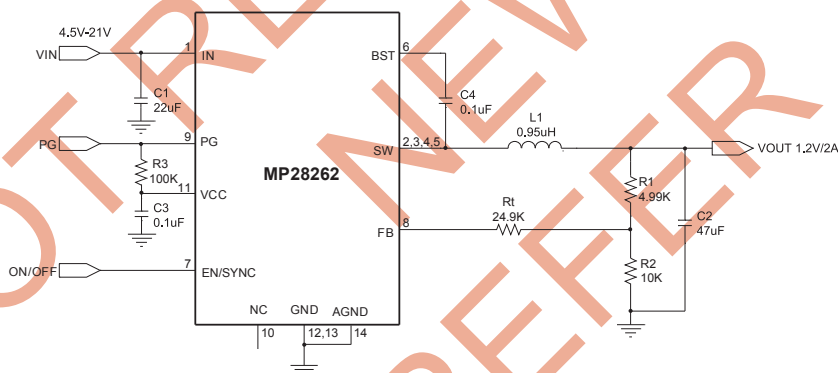 4.5V-21V
VIN
1
IN
C1
22uF
PG
9
PG
R3
100K
11
VCC
C3
0.1uF
ON/OFF
7
EN/SYNC
MP28262
BST
6
C4
0.1uF
SW
2,3,4,5
L1
0.95uH
VOUT 1.2V/2A
R1
4.99K
C2
47uF
Rt
24.9K
FB
8
R2
10K
NC
GND
AGND
10
12,13
14
NEW
REFER